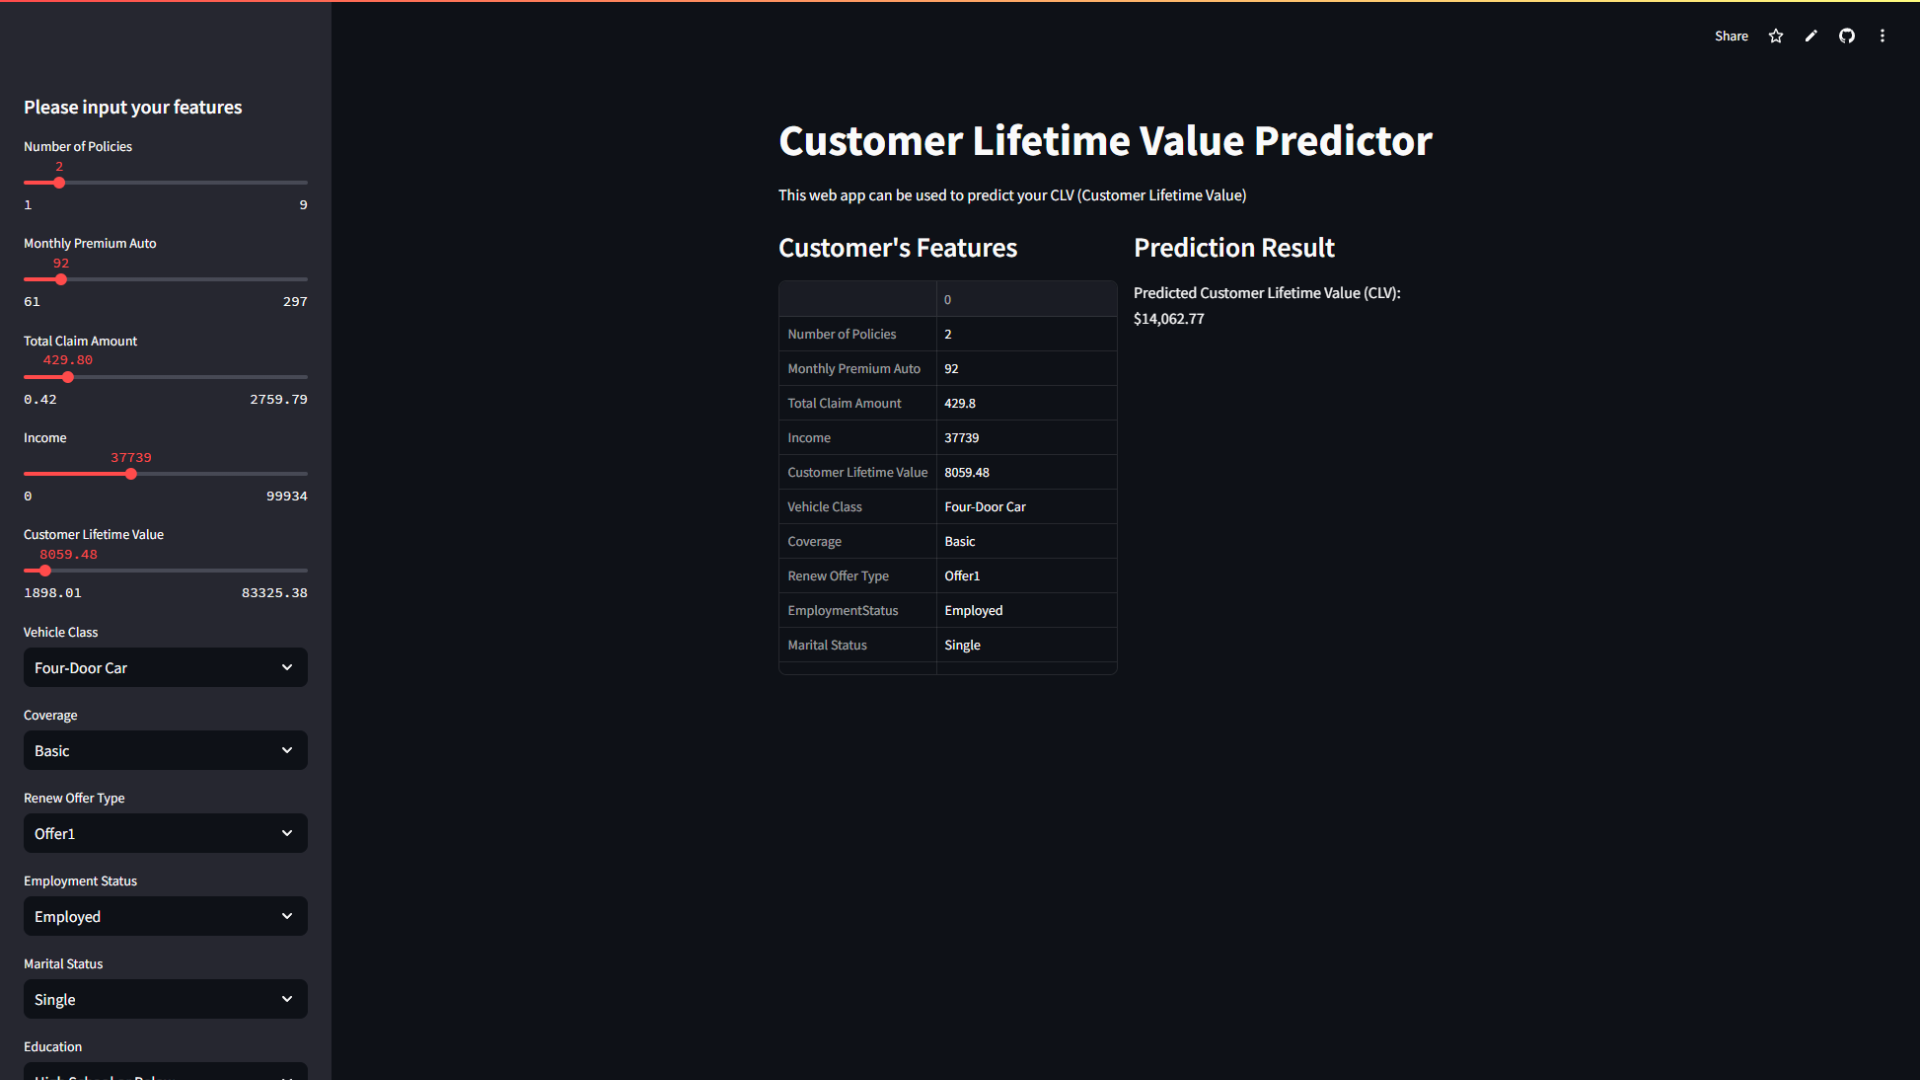 Share
Please input your features
Number of Policies
2
1 9
Monthly Premium Auto
92
61 297
Total Claim Amount
429.80
0.42 2759.79
Income
37739
0 99934
Customer Lifetime Value
8059.48
1898.01 83325.38
Vehicle Class
Four-Door Car
Coverage
Basic
Renew Offer Type
Offer1
Employment Status
Employed
Marital Status
Single
Education
Customer Lifetime Value Predictor
This web app can be used to predict your CLV (Customer Lifetime Value)
Customer's Features
0
Number of Policies 2
Monthly Premium Auto 92
Total Claim Amount 429.8
Income 37739
Customer Lifetime Value 8059.48
Vehicle Class Four-Door Car
Coverage Basic
Renew Offer Type Offer1
EmploymentStatus Employed
Marital Status Single
Prediction Result
Predicted Customer Lifetime Value (CLV):
$14,062.77